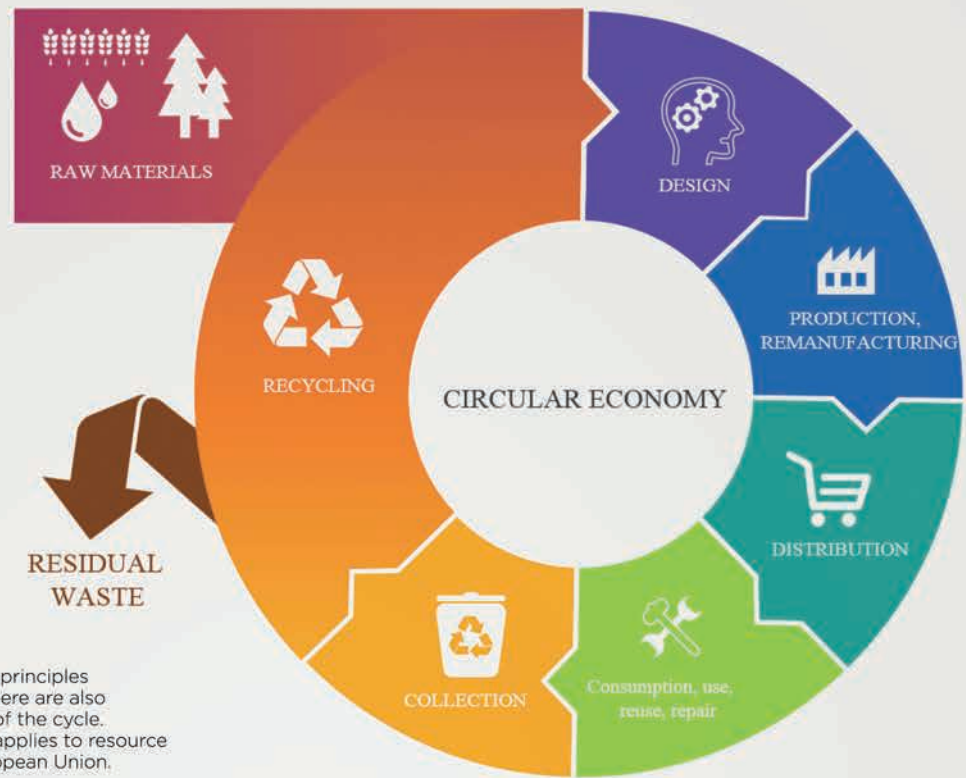 RAW MATERIALS
DESIGN
PRODUCTION,
REMANUFACTURING
RECYCLING
CIRCULAR ECONOMY
DISTRIBUTION
RESIDUAL
WASTE
COLLECTION
Consumption, use,
reuse, repair
principles
ere are also
of the cycle.
applies to resource
opean Union.